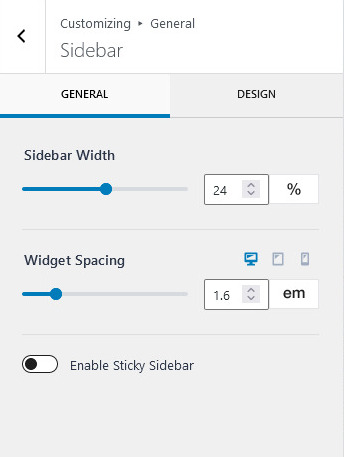 Customizing ▸ General
Sidebar
GENERAL DESIGN
Sidebar Width
24 %
Widget Spacing
1.6 em
Enable Sticky Sidebar